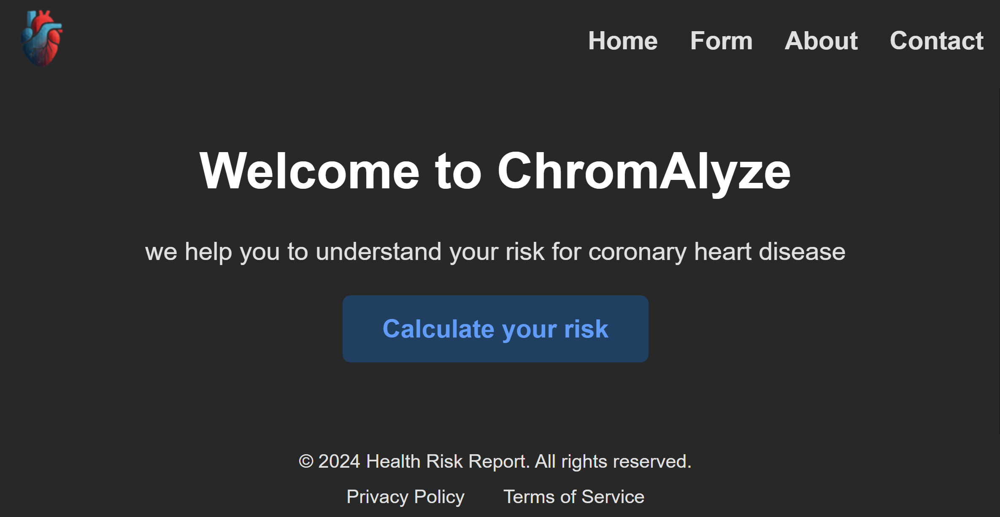 Home Form About Contact
Welcome to ChromAlyze
we help you to understand your risk for coronary heart disease
Calculate your risk
© 2024 Health Risk Report. All rights reserved.
Privacy Policy Terms of Service